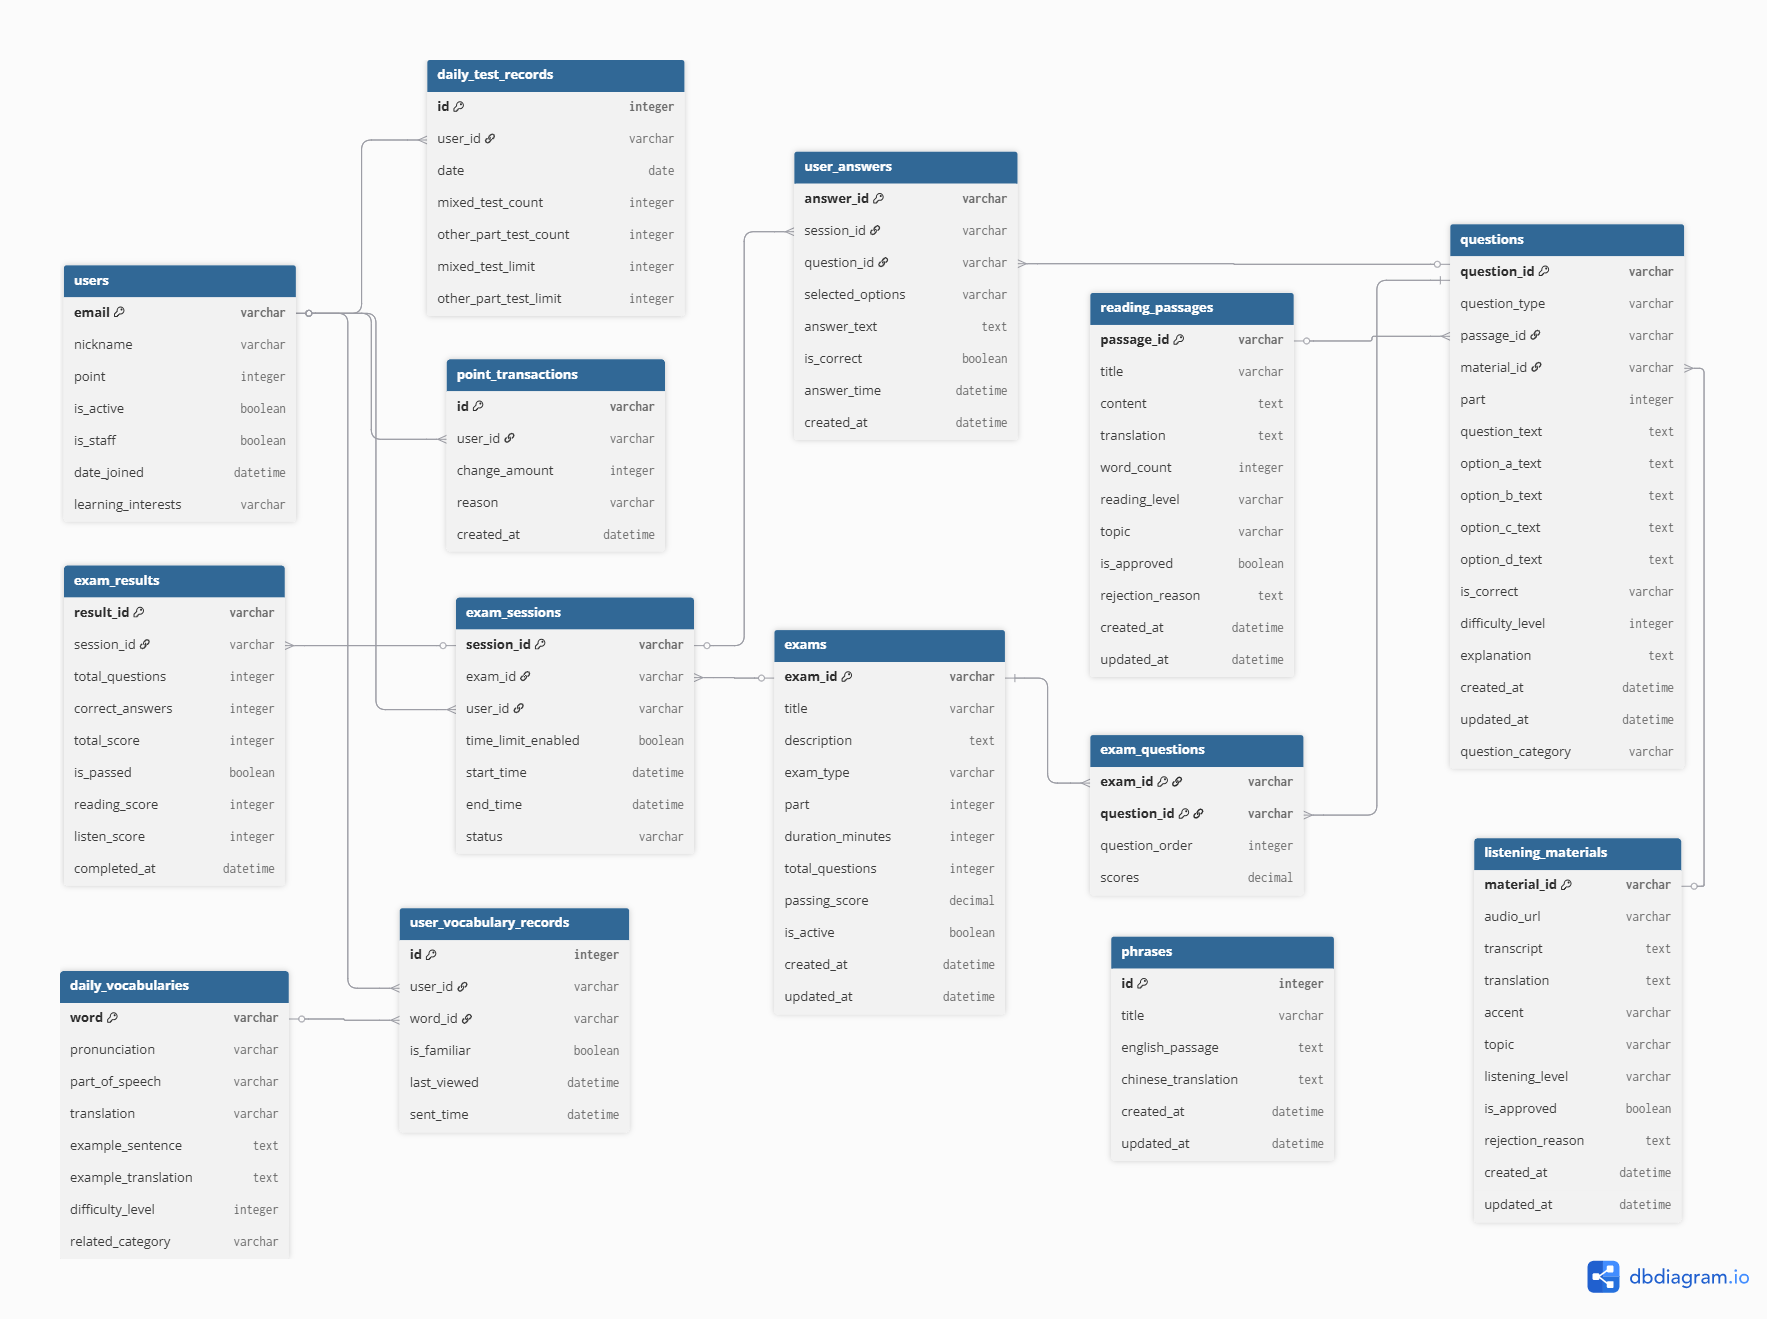 daily_test_records
id integer
user_id varchar
date date
mixed_test_count integer
other_part_test_count integer
mixed_test_limit integer
other_part_test_limit integer
users
email varchar
nickname varchar
point integer
is_active boolean
is_staff boolean
date_joined datetime
learning_interests varchar
point_transactions
id varchar
user_id varchar
change_amount integer
reason varchar
created_at datetime
user_answers
answer_id varchar
session_id varchar
question_id varchar
selected_options varchar
answer_text text
is_correct boolean
answer_time datetime
created_at datetime
reading_passages
passage_id varchar
title varchar
content text
translation text
word_count integer
reading_level varchar
topic varchar
is_approved boolean
rejection_reason text
created_at datetime
updated_at datetime
questions
question_id varchar
question_type varchar
passage_id varchar
material_id varchar
part integer
question_text text
option_a_text text
option_b_text text
option_c_text text
option_d_text text
is_correct varchar
difficulty_level integer
explanation text
created_at datetime
updated_at datetime
question_category varchar
exam_results
result_id varchar
session_id varchar
total_questions integer
correct_answers integer
total_score integer
is_passed boolean
reading_score integer
listen_score integer
completed_at datetime
exam_sessions
session_id varchar
exam_id varchar
user_id varchar
time_limit_enabled boolean
start_time datetime
end_time datetime
status varchar
exams
exam_id varchar
title varchar
description text
exam_type varchar
part integer
duration_minutes integer
total_questions integer
passing_score decimal
is_active boolean
created_at datetime
updated_at datetime
exam_questions
exam_id varchar
question_id varchar
question_order integer
scores decimal
listening_materials
material_id varchar
audio_url varchar
transcript text
translation text
accent varchar
topic varchar
listening_level varchar
is_approved boolean
rejection_reason text
created_at datetime
updated_at datetime
user_vocabulary_records
id integer
user_id varchar
word_id varchar
is_familiar boolean
last_viewed datetime
sent_time datetime
daily_vocabularies
word varchar
pronunciation varchar
part_of_speech varchar
translation varchar
example_sentence text
example_translation text
difficulty_level integer
related_category varchar
phrases
id integer
title varchar
english_passage text
chinese_translation text
created_at datetime
updated_at datetime
dbdiagram.io